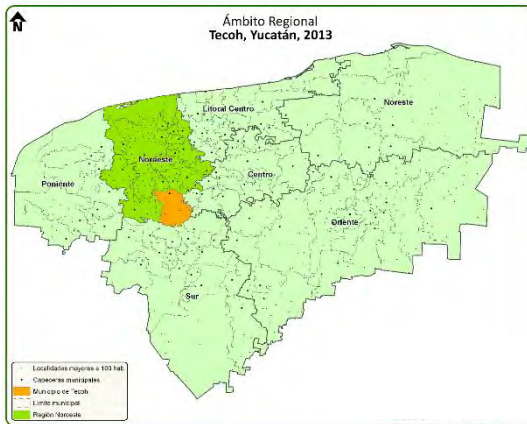 Ámbito Regional
Tecoh, Yucatán, 2013
N
Litoral Centro
Noreste
Noroeste
Poniente
Centro
Oriente
Sur
Localidades mayores a 100 hab.
Cabeceras municipales
Municipio de Tecoh
Límite municipal
Región Noroeste